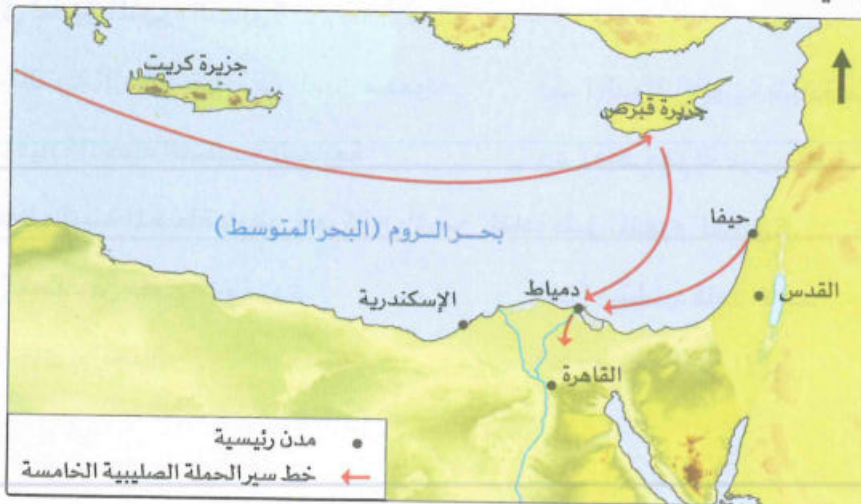 جزيرة كريت
جزيرة قبرص
حيفا
بحر الروم (البحر المتوسط)
القدس
دمياط
الإسكندرية
القاهرة
مدن رئيسية
خط سير الحملة الصليبية الخامسة